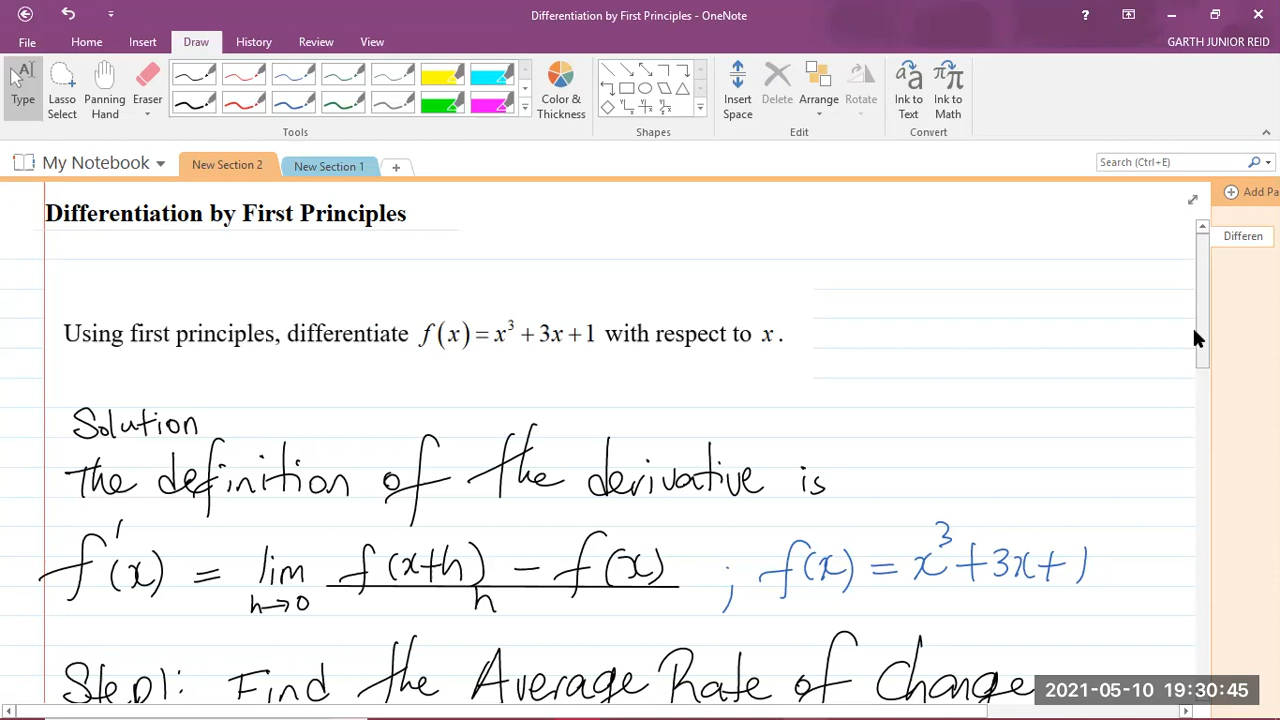 Differentiation by First Principles - OneNote
File Home Insert Draw History Review View
GARTH JUNIOR REID
Type
Lasso Select
Panning Hand
Eraser
Color & Thickness
Insert Space
Delete
Arrange
Rotate
Ink to Text
Ink to Math
Tools
Shapes
Edit
Convert
My Notebook
New Section 2
New Section 1
Search (Ctrl+E)
Add Pa
Differen
Differentiation by First Principles
Using first principles, differentiate f(x) = x³ + 3x + 1 with respect to x.
Solution
The definition of the derivative is
f'(x) = lim h→0 f(x+h) - f(x) / h ; f(x) = x³ + 3x + 1
Step1: Find the Average Rate of Change
2021-05-10 19:30:45